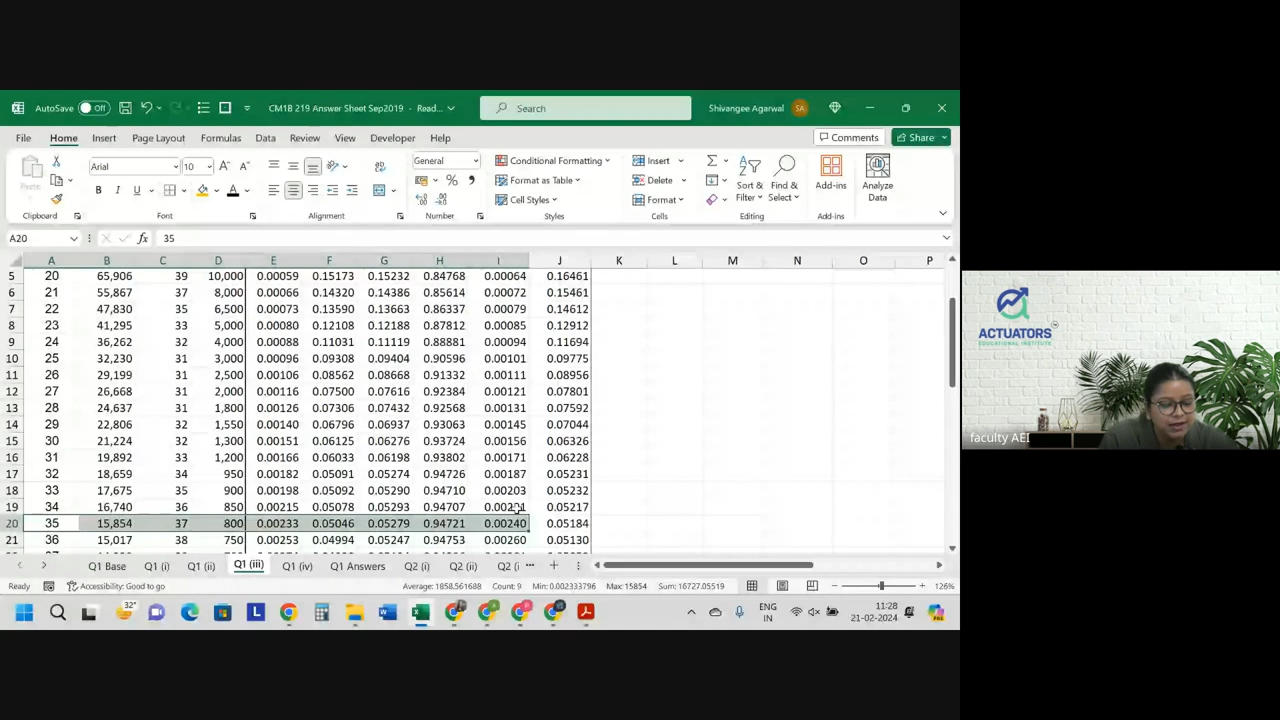 AutoSave Off CM1B 219 Answer Sheet Sep2019 - Read... Search Shivangee Agarwal SA
File Home Insert Page Layout Formulas Data Review View Developer Help Comments Share
Paste Arial 10 General Conditional Formatting Insert Sort & Filter Find & Select Add-ins Analyze Data
Format as Table Delete
Cell Styles Format
Clipboard Font Alignment Number Styles Cells Editing Add-ins
A20 35
A B C D E F G H I J K L M N O P
5 20 65,906 39 10,000 0.00059 0.15173 0.15232 0.84768 0.00064 0.16461
6 21 55,867 37 8,000 0.00066 0.14320 0.14386 0.85614 0.00072 0.15461
7 22 47,830 35 6,500 0.00073 0.13590 0.13663 0.86337 0.00079 0.14612
8 23 41,295 33 5,000 0.00080 0.12108 0.12188 0.87812 0.00085 0.12912
9 24 36,262 32 4,000 0.00088 0.11031 0.11119 0.88881 0.00094 0.11694
10 25 32,230 31 3,000 0.09404 0.90596 0.00101 0.09775
11 26 29,199 31 2,500 0.00106 0.08562 0.08668 0.91332 0.00111 0.08956
12 27 26,668 31 2,000 0.00116 0.07500 0.07616 0.92384 0.00121 0.07801
13 28 24,637 31 1,800 0.00126 0.07306 0.07432 0.92568 0.00131 0.07592
14 29 22,806 32 1,550 0.00140 0.06796 0.06937 0.93063 0.00145 0.07044
15 30 21,224 32 1,300 0.00151 0.06125 0.06276 0.93724 0.00156 0.06326
16 31 19,892 33 1,200 0.00166 0.06033 0.06198 0.93802 0.00171 0.06228
17 32 18,659 34 950 0.00182 0.05091 0.05274 0.94726 0.00187 0.05231
18 33 17,675 35 900 0.00198 0.05092 0.05290 0.94710 0.00203 0.05232
19 34 16,740 36 850 0.00215 0.05078 0.05293 0.94707 0.05217
20 35 15,854 37 800 0.00233 0.05046 0.05279 0.94721 0.00240 0.05184
21 36 15,017 38 750 0.00253 0.04994 0.05247 0.94753 0.00260 0.05130
Q1 Base Q1 (i) Q1 (ii) Q1 (iii) Q1 (iv) Q1 Answers Q2 (i) Q2 (ii) Q2 (i ...
Ready Accessibility: Good to go Average: 1858.561688 Count: 9 Min: 0.002333796 Max: 15854 Sum: 16727.05519 126%
32° ENG IN 11:28 21-02-2024
ACTUATORS
EDUCATIONAL INSTITUTE
faculty AEI